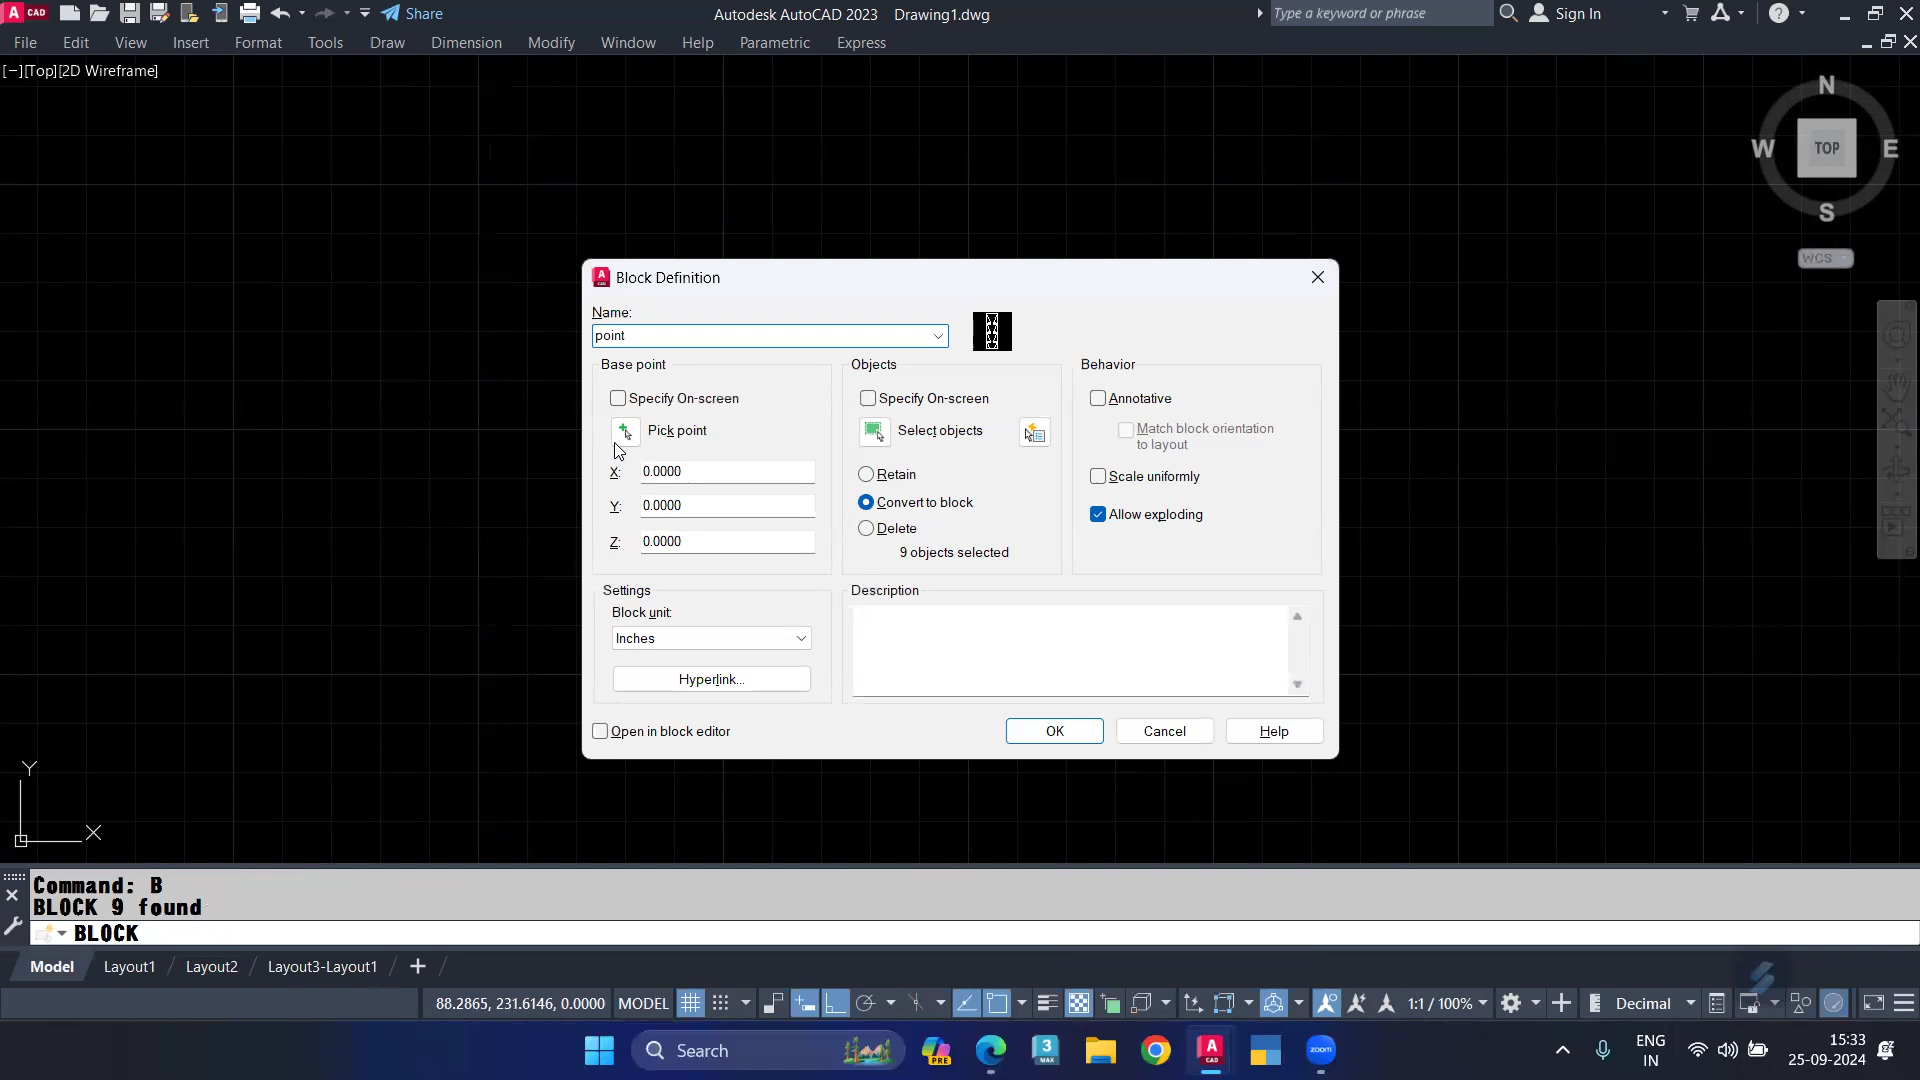 A CAD
Share
Autodesk AutoCAD 2023 Drawing1.dwg
Type a keyword or phrase
Sign In
File Edit View Insert Format Tools Draw Dimension Modify Window Help Parametric Express
[−][Top][2D Wireframe]
N
W TOP E
S
WCS
Block Definition
Name:
point
Base point
Specify On-screen
Pick point
X: 0.0000
Y: 0.0000
Z: 0.0000
Objects
Specify On-screen
Select objects
Retain
Convert to block
Delete
9 objects selected
Behavior
Annotative
Match block orientation
to layout
Scale uniformly
Allow exploding
Settings
Block unit:
Inches
Hyperlink...
Description
Open in block editor
OK Cancel Help
Y
X
Command: B
BLOCK 9 found
BLOCK
Model Layout1 Layout2 Layout3-Layout1 +
88.2865, 231.6146, 0.0000 MODEL 1:1 / 100% Decimal
Search
PRE
3
MAX
A
CAD
zoom
ENG
IN
15:33
25-09-2024